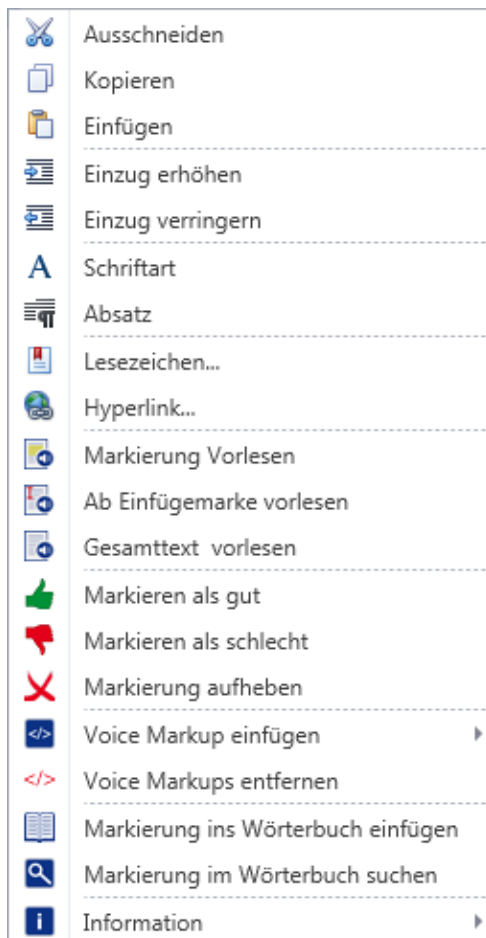 Ausschneiden
Kopieren
Einfügen
Einzug erhöhen
Einzug verringern
Schriftart
Absatz
Lesezeichen...
Hyperlink...
Markierung Vorlesen
Ab Einfügemarke vorlesen
Gesamttext  vorlesen
Markieren als gut
Markieren als schlecht
Markierung aufheben
Voice Markup einfügen
Voice Markups entfernen
Markierung ins Wörterbuch einfügen
Markierung im Wörterbuch suchen
Information